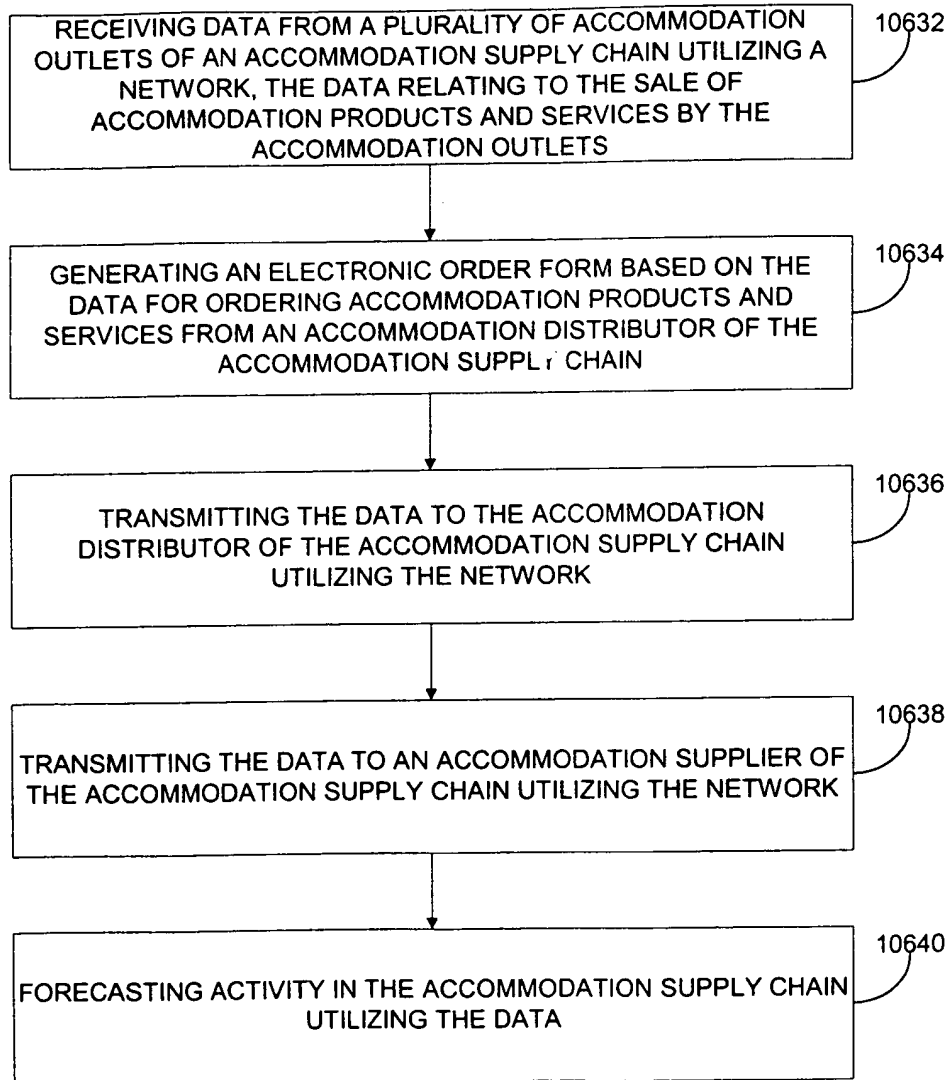 RECEIVING DATA FROM A PLURALITY OF ACCOMMODATION
OUTLETS OF AN ACCOMMODATION SUPPLY CHAIN UTILIZING A
NETWORK, THE DATA RELATING TO THE SALE OF
ACCOMMODATION PRODUCTS AND SERVICES BY THE
ACCOMMODATION OUTLETS
10632
GENERATING AN ELECTRONIC ORDER FORM BASED ON THE
DATA FOR ORDERING ACCOMMODATION PRODUCTS AND
SERVICES FROM AN ACCOMMODATION DISTRIBUTOR OF THE
ACCOMMODATION SUPPLY CHAIN
10634
TRANSMITTING THE DATA TO THE ACCOMMODATION
DISTRIBUTOR OF THE ACCOMMODATION SUPPLY CHAIN
UTILIZING THE NETWORK
10636
TRANSMITTING THE DATA TO AN ACCOMMODATION SUPPLIER OF
THE ACCOMMODATION SUPPLY CHAIN UTILIZING THE NETWORK
10638
FORECASTING ACTIVITY IN THE ACCOMMODATION SUPPLY CHAIN
UTILIZING THE DATA
10640